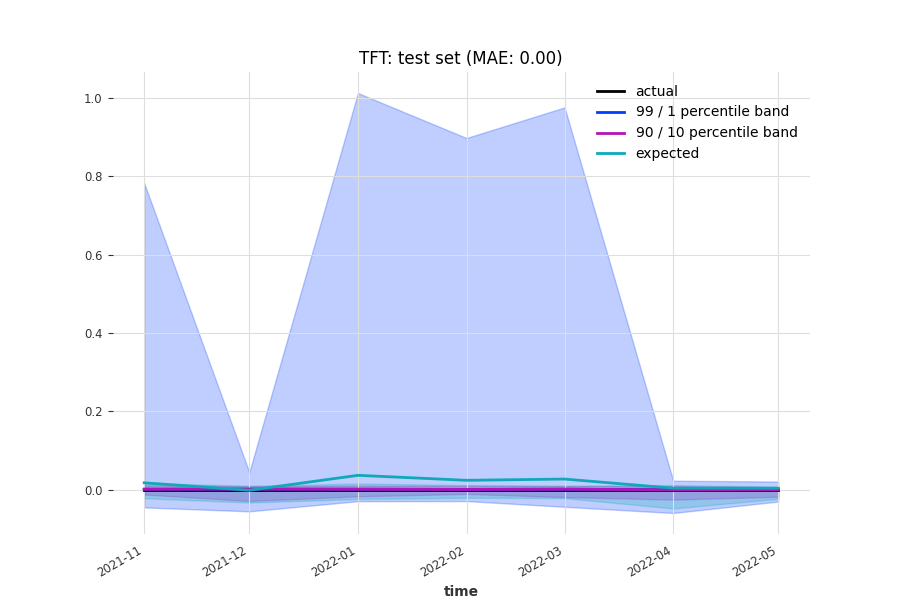 TFT: test set (MAE: 0.00)
actual
99 / 1 percentile band
90 / 10 percentile band
expected
1.0
0.8
0.6
0.4
0.2
0.0
2021-11
2021-12
2022-01
2022-02
2022-03
2022-04
2022-05
time